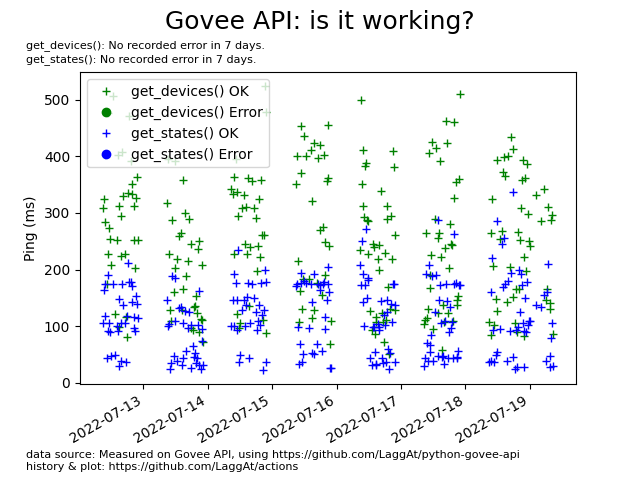 Govee API: is it working?
get_devices(): No recorded error in 7 days.
get_states(): No recorded error in 7 days.
get_devices() OK
get_devices() Error
get_states() OK
get_states() Error
Ping (ms)
500
400
300
200
100
0
2022-07-13
2022-07-14
2022-07-15
2022-07-16
2022-07-17
2022-07-18
2022-07-19
data source: Measured on Govee API, using https://github.com/LaggAt/python-govee-api
history & plot: https://github.com/LaggAt/actions